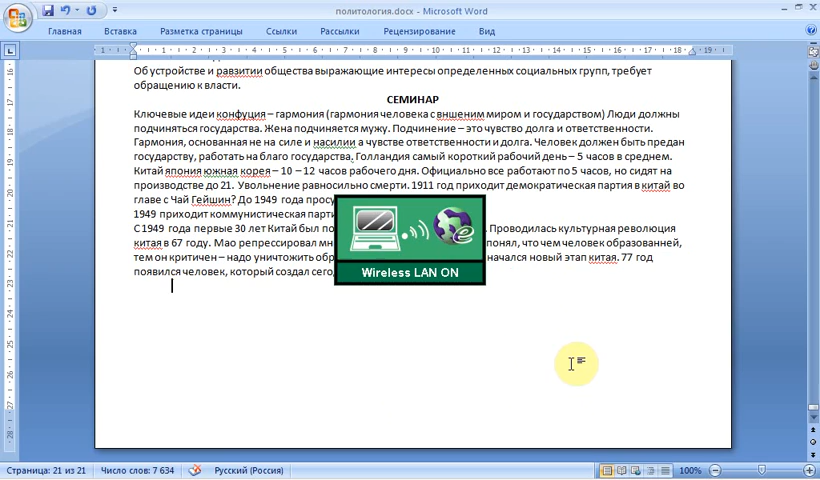 политология.docx - Microsoft Word
Главная Вставка Разметка страницы Ссылки Рассылки Рецензирование Вид
Об устройстве и равзитии общества выражающие интересы определенных социальных групп, требует
обращению к власти.
СЕМИНАР
Ключевые идеи конфуция – гармония (гармония человека с вншеним миром и государством) Люди должны
подчиняться государства. Жена подчиняется мужу. Подчинение – это чувство долга и ответственности.
Гармония, основанная не на силе и насилии а чувстве ответственности и долга. Человек должен быть предан
государству, работать на благо государства. Голландия самый короткий рабочий день – 5 часов в среднем.
Китай япония южная корея – 10 – 12 часов рабочего дня. Официально все работают по 5 часов, но сидят на
производстве до 21. Увольнение равносильно смерти. 1911 год приходит демократическая партия в китай во
главе с Чай Гейшин? До 1949 года просу
1949 приходит коммунистическая парти
С 1949 года первые 30 лет Китай был по . Проводилась культурная революция
китая в 67 году. Мао репрессировал мн понял, что чем человек образованней,
тем он критичен – надо уничтожить обр начался новый этап китая. 77 год
появился человек, который создал сего
Wireless LAN ON
Страница: 21 из 21 Число слов: 7 634 Русский (Россия) 100%